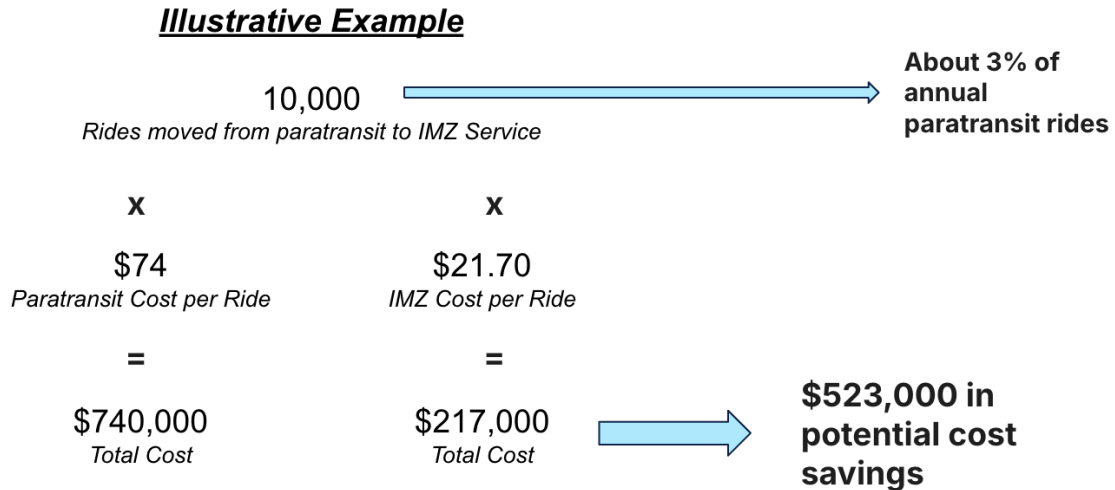 Illustrative Example
10,000
Rides moved from paratransit to IMZ Service
About 3% of
annual
paratransit rides
x
x
$74
Paratransit Cost per Ride
$21.70
IMZ Cost per Ride
=
=
$740,000
Total Cost
$217,000
Total Cost
$523,000 in
potential cost
savings